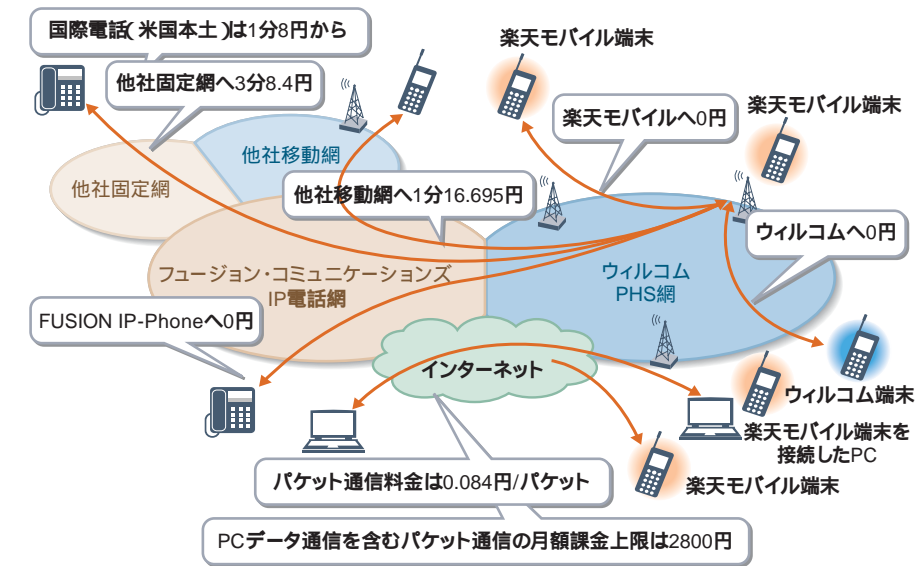 国際電話(米国本土)は1分8円から
他社固定網へ3分8.4円
楽天モバイル端末
楽天モバイルへ0円
楽天モバイル端末
他社移動網
他社固定網
他社移動網へ1分16.695円
ウィルコムへ0円
フュージョン・コミュニケーションズ
IP電話網
ウィルコム
PHS網
FUSION IP-Phoneへ0円
インターネット
ウィルコム端末
楽天モバイル端末を
接続したPC
楽天モバイル端末
パケット通信料金は0.084円/パケット
PCデータ通信を含むパケット通信の月額課金上限は2800円